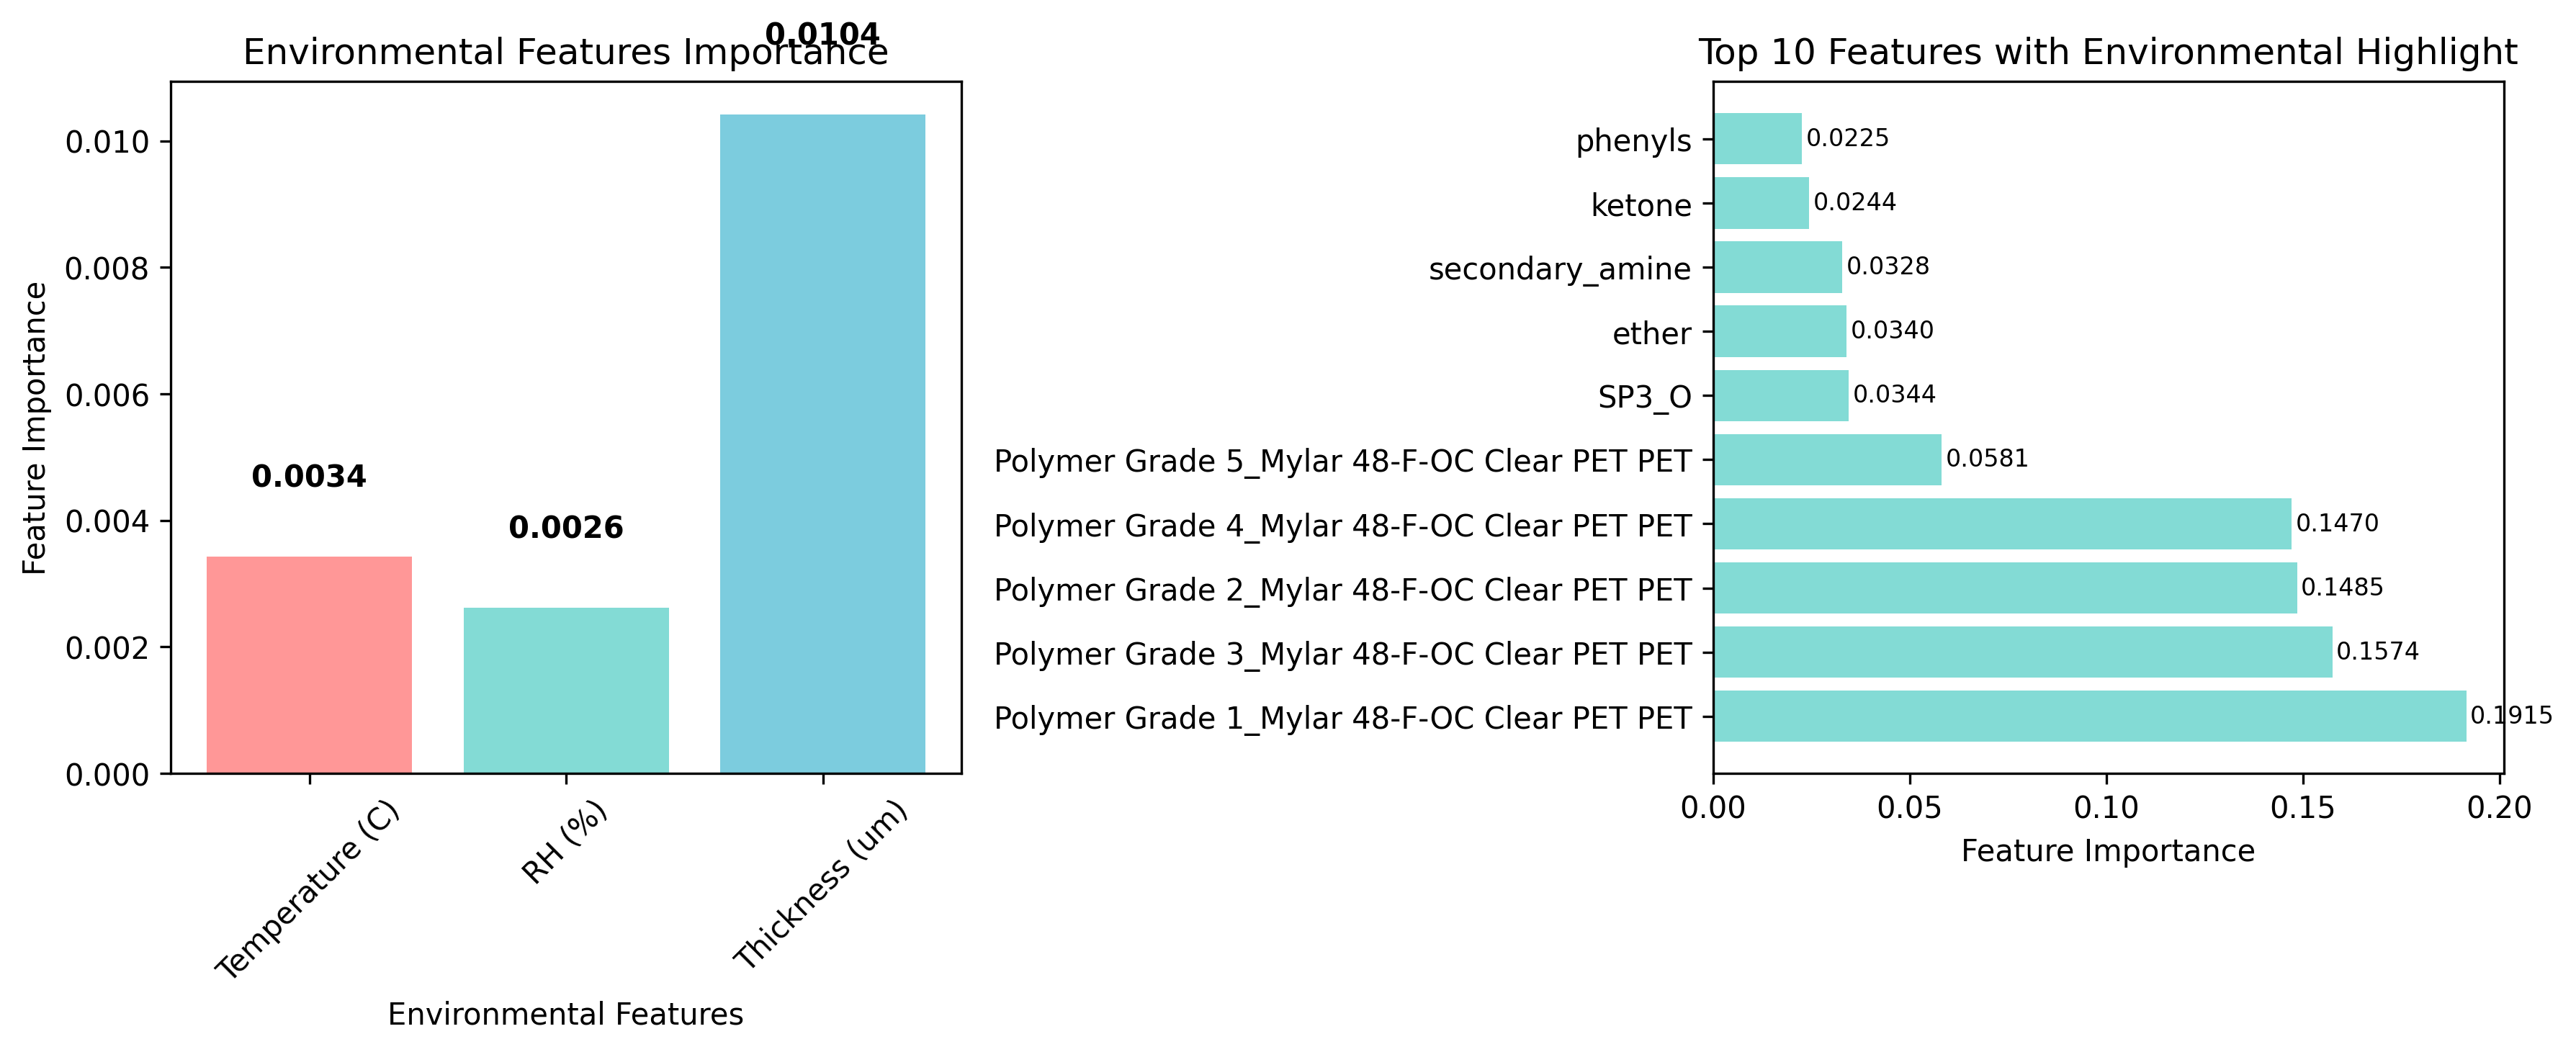 Environmental Features Importance
0.0104
0.0034
0.0026
Feature Importance
0.010
0.008
0.006
0.004
0.002
0.000
Temperature (C)
RH (%)
Thickness (um)
Environmental Features
Top 10 Features with Environmental Highlight
phenyls 0.0225
ketone 0.0244
secondary_amine 0.0328
ether 0.0340
SP3_O 0.0344
Polymer Grade 5_Mylar 48-F-OC Clear PET PET 0.0581
Polymer Grade 4_Mylar 48-F-OC Clear PET PET 0.1470
Polymer Grade 2_Mylar 48-F-OC Clear PET PET 0.1485
Polymer Grade 3_Mylar 48-F-OC Clear PET PET 0.1574
Polymer Grade 1_Mylar 48-F-OC Clear PET PET 0.1915
0.00 0.05 0.10 0.15 0.20
Feature Importance